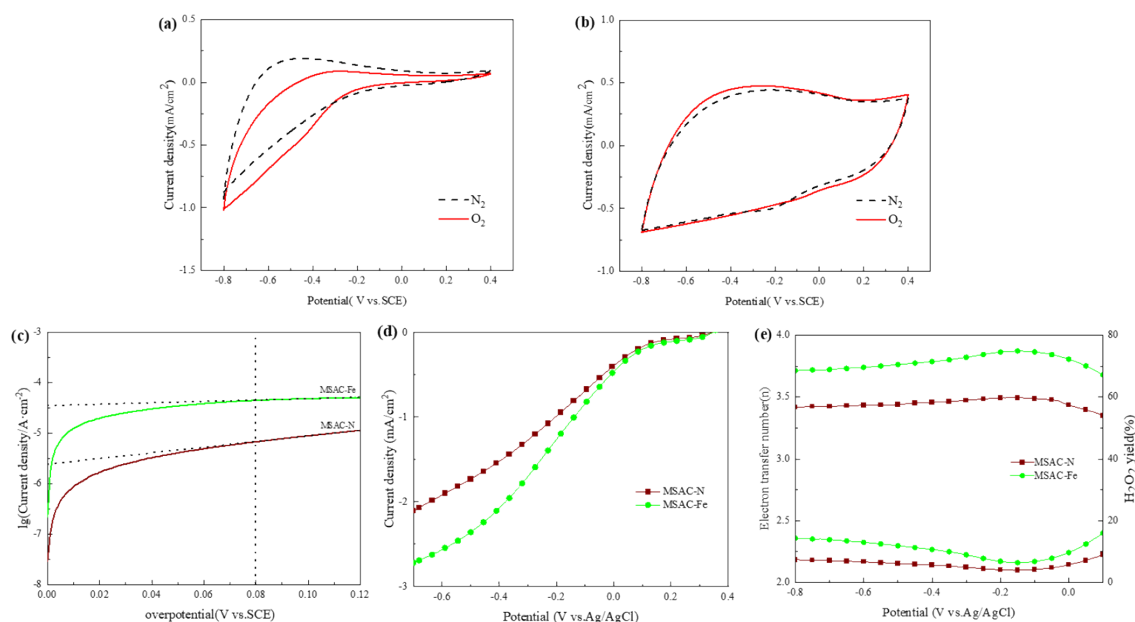 (a)
0.5
0.0
-0.5
-1.0
-1.5
Current density(mA/cm²)
N₂
O₂
-0.8 -0.6 -0.4 -0.2 0.0 0.2 0.4
Potential( V vs.SCE)
(b)
1.0
0.5
0.0
-0.5
-1.0
Current density(mA/cm²)
N₂
O₂
-0.8 -0.6 -0.4 -0.2 0.0 0.2 0.4
Potential( V vs.SCE)
(c)
-3
-4
-5
-6
-7
-8
lg(Current density/A·cm⁻²)
MSAC-Fe
MSAC-N
0.00 0.02 0.04 0.06 0.08 0.10 0.12
overpotential(V vs.SCE)
(d)
0
-1
-2
-3
Current density (mA/cm²)
MSAC-N
MSAC-Fe
-0.6 -0.4 -0.2 0.0 0.2 0.4
Potential (V vs.Ag/AgCl)
(e)
4.0
3.5
3.0
2.5
2.0
Electron transfer number(n)
MSAC-N
MSAC-Fe
80
60
40
20
0
H₂O₂ yield(%)
-0.8 -0.6 -0.4 -0.2 0.0
Potential (V vs.Ag/AgCl)